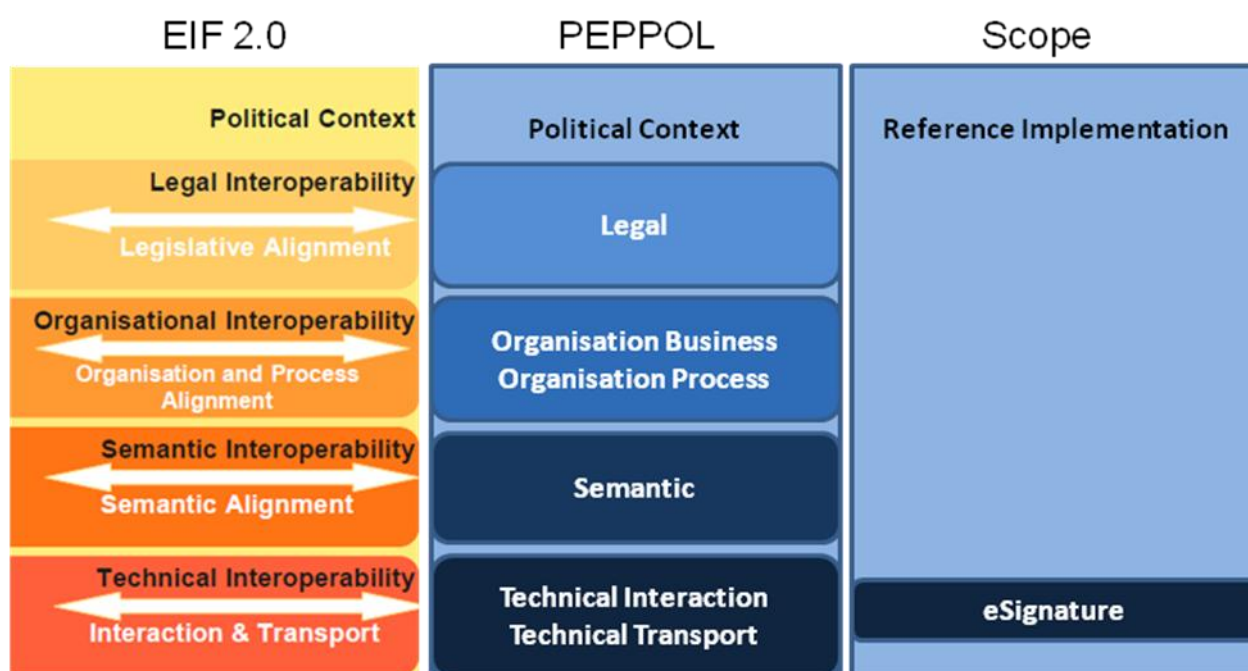 EIF 2.0
PEPPOL
Scope
Political Context
Legal Interoperability
Legislative Alignment
Organisational Interoperability
Organisation and Process
Alignment
Semantic Interoperability
Semantic Alignment
Technical Interoperability
Interaction & Transport
Political Context
Legal
Organisation Business
Organisation Process
Semantic
Technical Interaction
Technical Transport
Reference Implementation
eSignature